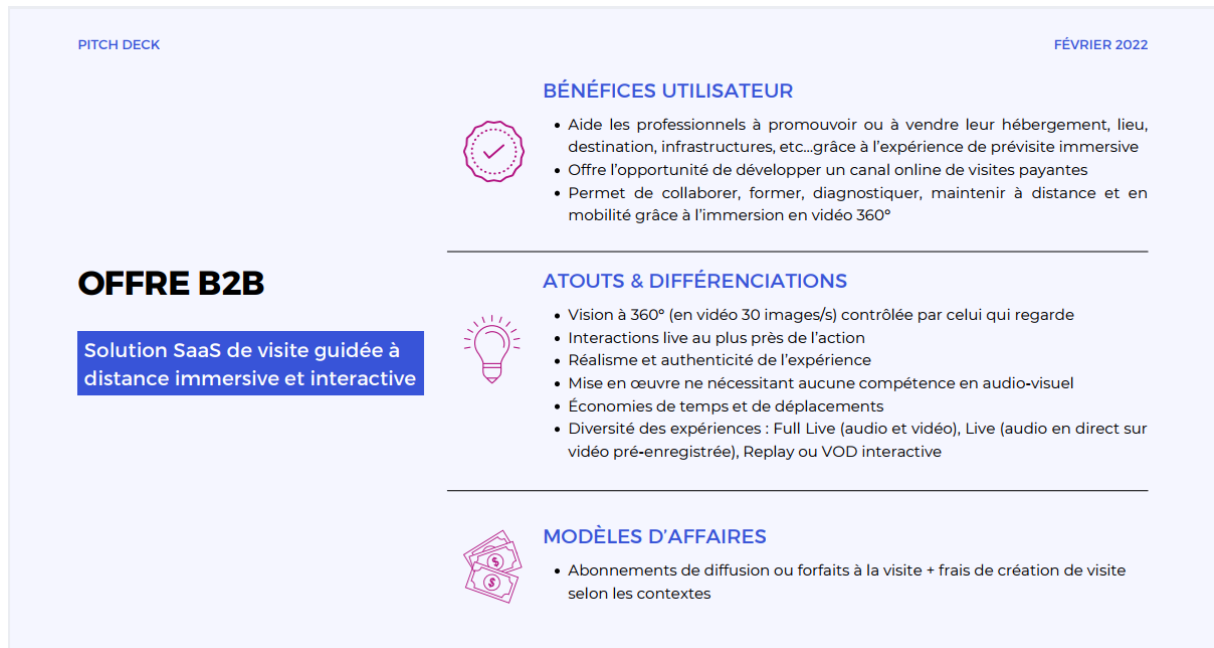 PITCH DECK
FÉVRIER 2022
OFFRE B2B
Solution SaaS de visite guidée à
distance immersive et interactive
BÉNÉFICES UTILISATEUR
• Aide les professionnels à promouvoir ou à vendre leur hébergement, lieu,
destination, infrastructures, etc...grâce à l'expérience de prévisite immersive
• Offre l'opportunité de développer un canal online de visites payantes
• Permet de collaborer, former, diagnostiquer, maintenir à distance et en
mobilité grâce à l'immersion en vidéo 360°
ATOUTS & DIFFÉRENCIATIONS
• Vision à 360° (en vidéo 30 images/s) contrôlée par celui qui regarde
• Interactions live au plus près de l'action
• Réalisme et authenticité de l'expérience
• Mise en œuvre ne nécessitant aucune compétence en audio-visuel
• Économies de temps et de déplacements
• Diversité des expériences : Full Live (audio et vidéo), Live (audio en direct sur
vidéo pré-enregistrée), Replay ou VOD interactive
MODÈLES D'AFFAIRES
• Abonnements de diffusion ou forfaits à la visite + frais de création de visite
selon les contextes